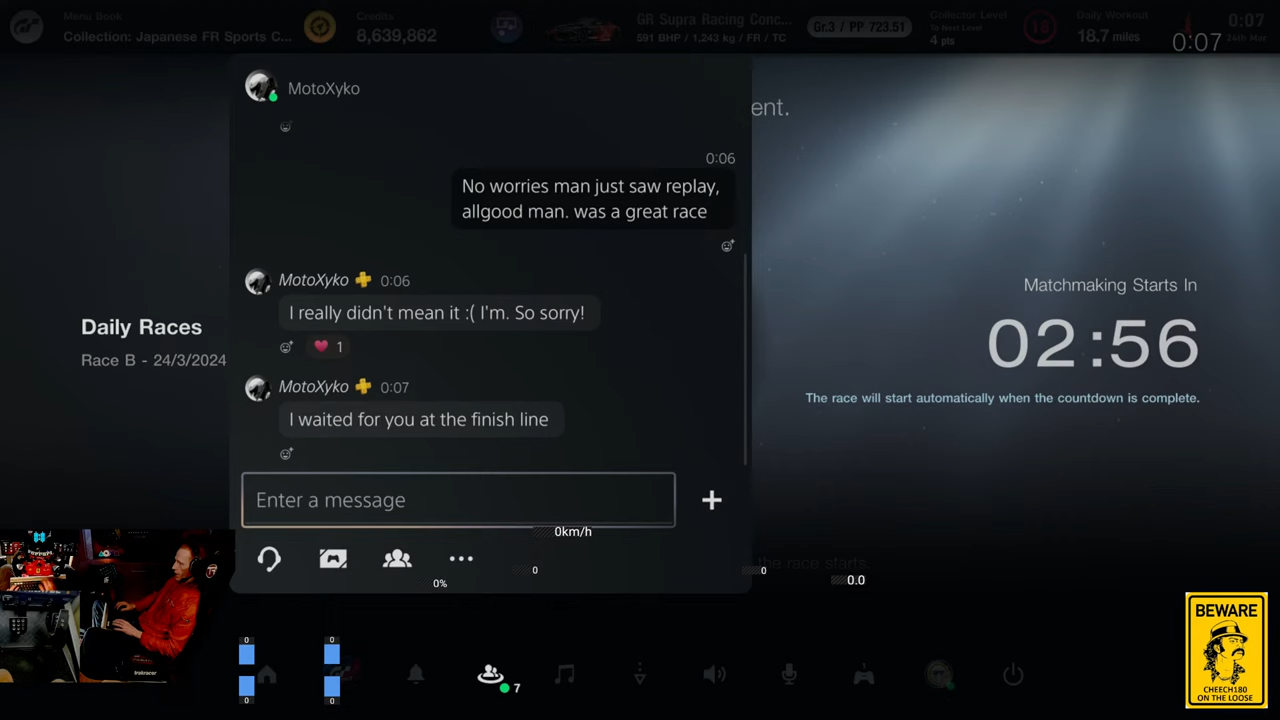 Menu Book
Collection: Japanese FR Sports C...
Credits
8,639,862
GR Supra Racing Conc...
591 BHP / 1,243 kg / FR / TC
Gr.3 / PP 723.51
Collector Level
To Next Level
4 pts
18
Daily Workout
18.7 miles
0:07
24th Mar
0:07
MotoXyko
ent.
0:06
No worries man just saw replay,
allgood man. was a great race
MotoXyko 0:06
I really didn't mean it :( I'm. So sorry!
1
MotoXyko 0:07
I waited for you at the finish line
Enter a message
Daily Races
Race B - 24/3/2024
Matchmaking Starts In
02:56
The race will start automatically when the countdown is complete.
0km/h
0
0%
0
the race starts.
0.0
0
0
0
0
7
BEWARE
CHEECH180
ON THE LOOSE